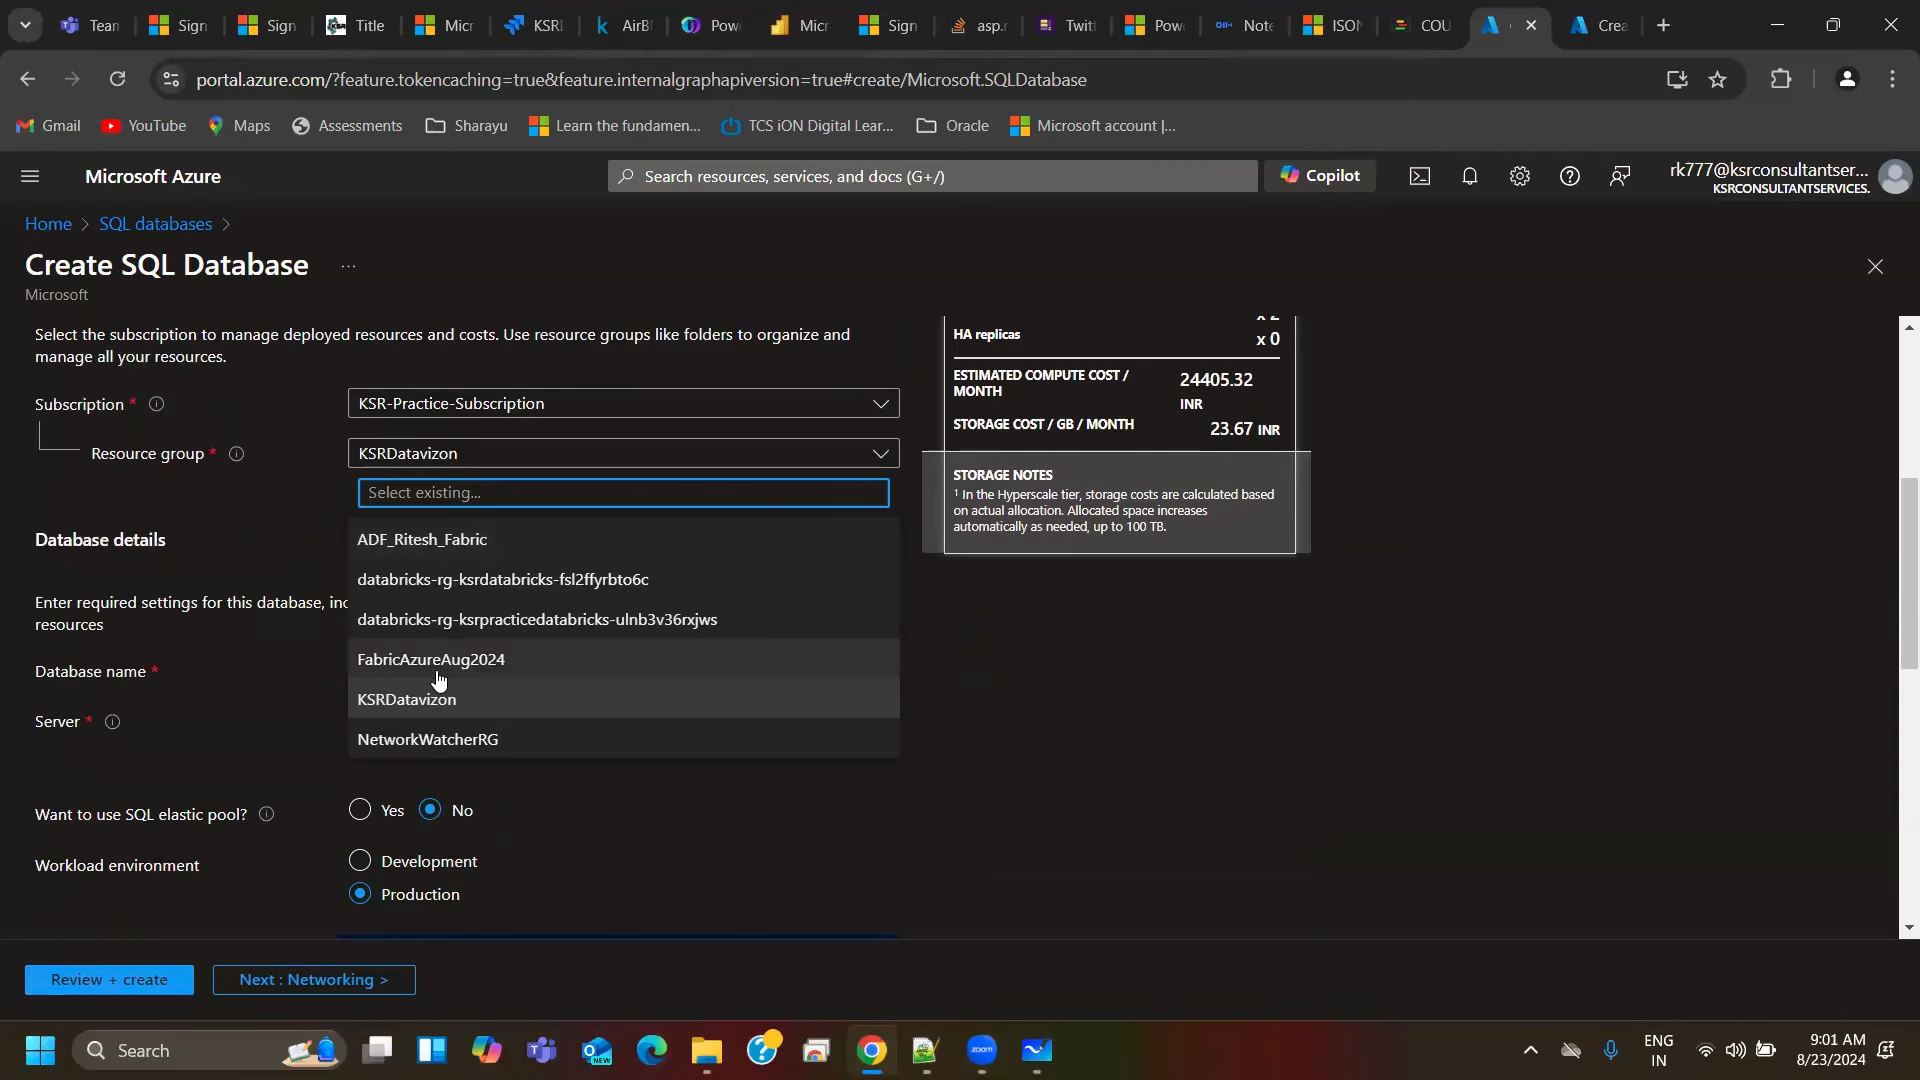 Team
Sign
Sign
Title
Micr
KSRI
AirBI
Pow
Micr
Sign
asp.r
Twitt
Pow
Note
ISON
COU
Crea
portal.azure.com/?feature.tokencaching=true&feature.internalgraphapiversion=true#create/Microsoft.SQLDatabase
Gmail
YouTube
Maps
Assessments
Sharayu
Learn the fundamen...
TCS iON Digital Lear...
Oracle
Microsoft account |...
Microsoft Azure
Search resources, services, and docs (G+/)
Copilot
rk777@ksrconsultantser...
KSRCONSULTANTSERVICES.
Home > SQL databases >
Create SQL Database ...
Microsoft
Select the subscription to manage deployed resources and costs. Use resource groups like folders to organize and
manage all your resources.
Subscription *
KSR-Practice-Subscription
Resource group *
KSRDatavizon
Select existing...
ADF_Ritesh_Fabric
databricks-rg-ksrdatabricks-fsl2ffyrbto6c
databricks-rg-ksrpracticedatabricks-ulnb3v36rxjws
FabricAzureAug2024
KSRDatavizon
NetworkWatcherRG
Database details
Enter required settings for this database, inc
resources
Database name *
Server *
Want to use SQL elastic pool?
Yes
No
Workload environment
Development
Production
HA replicas
x 0
ESTIMATED COMPUTE COST /
MONTH
24405.32
INR
STORAGE COST / GB / MONTH
23.67 INR
STORAGE NOTES
1 In the Hyperscale tier, storage costs are calculated based
on actual allocation. Allocated space increases
automatically as needed, up to 100 TB.
Review + create
Next : Networking >
Search
NEW
zoom
ENG
IN
9:01 AM
8/23/2024